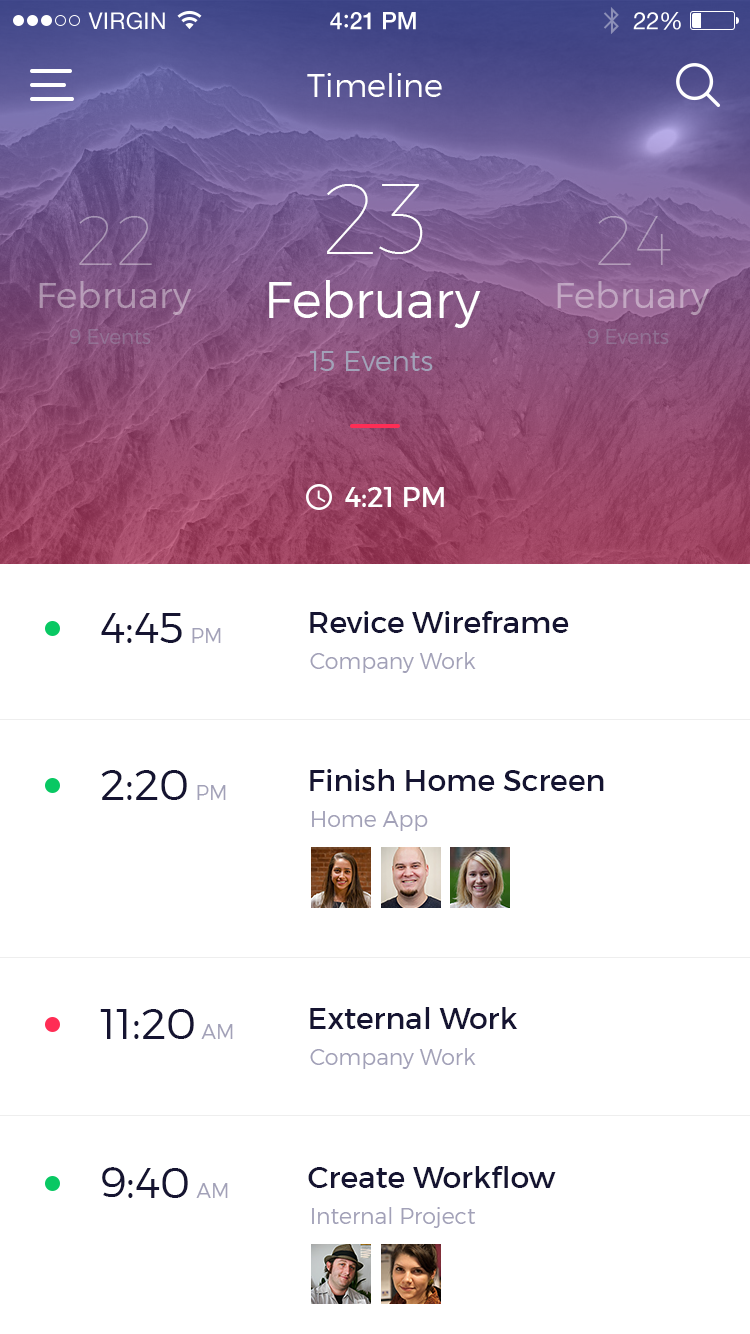 VIRGIN 4:21 PM 22%
Timeline
22
February
9 Events
23
February
15 Events
24
February
9 Events
4:21 PM
4:45 PM
Revice Wireframe
Company Work
2:20 PM
Finish Home Screen
Home App
11:20 AM
External Work
Company Work
9:40 AM
Create Workflow
Internal Project